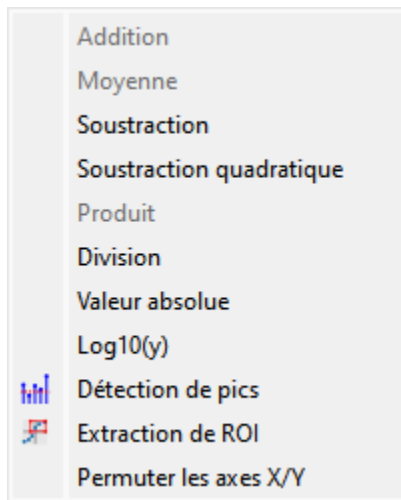 Addition
Moyenne
Soustraction
Soustraction quadratique
Produit
Division
Valeur absolue
Log10(y)
Détection de pics
Extraction de ROI
Permuter les axes X/Y